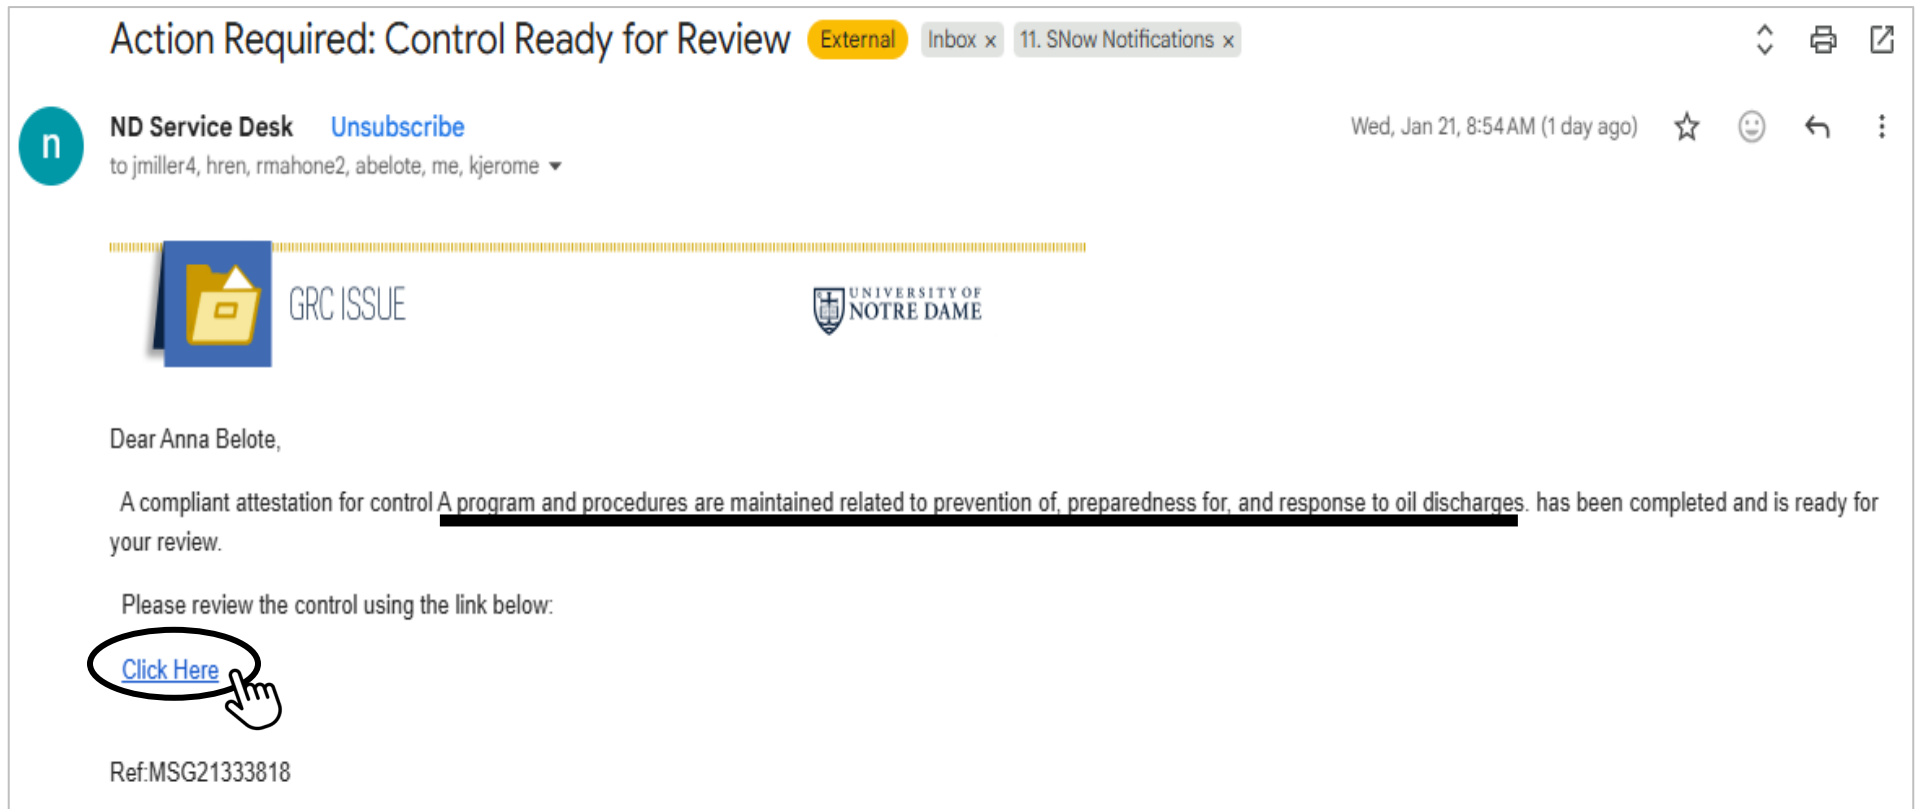 Action Required: Control Ready for Review External Inbox x 11. SNow Notifications x
n
ND Service Desk Unsubscribe
Wed, Jan 21, 8:54 AM (1 day ago)
to jmiller4, hren, rmahone2, abelote, me, kjerome
GRC ISSUE
UNIVERSITY OF
NOTRE DAME
Dear Anna Belote,
A compliant attestation for control A program and procedures are maintained related to prevention of, preparedness for, and response to oil discharges. has been completed and is ready for
your review.
Please review the control using the link below:
Click Here
Ref:MSG21333818